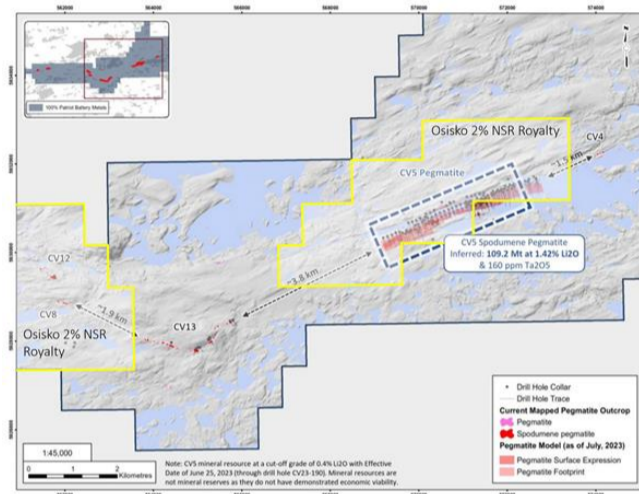 562000
564000
570000
572000
574000
100% Patriot Battery Metals
Osisko 2% NSR Royalty
CV4
~1.5 km
CV5 Pegmatite
CV5 Spodumene Pegmatite
Inferred: 109.2 Mt at 1.42% Li2O
& 160 ppm Ta2O5
~3.8 km
CV12
CV8
~1.9 km
CV13
Osisko 2% NSR
Royalty
Drill Hole Collar
Drill Hole Trace
Current Mapped Pegmatite Outcrop
Pegmatite
Spodumene pegmatite
Pegmatite Model (as of July, 2023)
Pegmatite Surface Expression
Pegmatite Footprint
1:45,000
0 1 2
Kilometres
Note: CV5 mineral resource at a cut-off grade of 0.4% Li2O with Effective
Date of June 25, 2023 (through drill hole CV23-190). Mineral resources are
not mineral reserves as they do not have demonstrated economic viability.